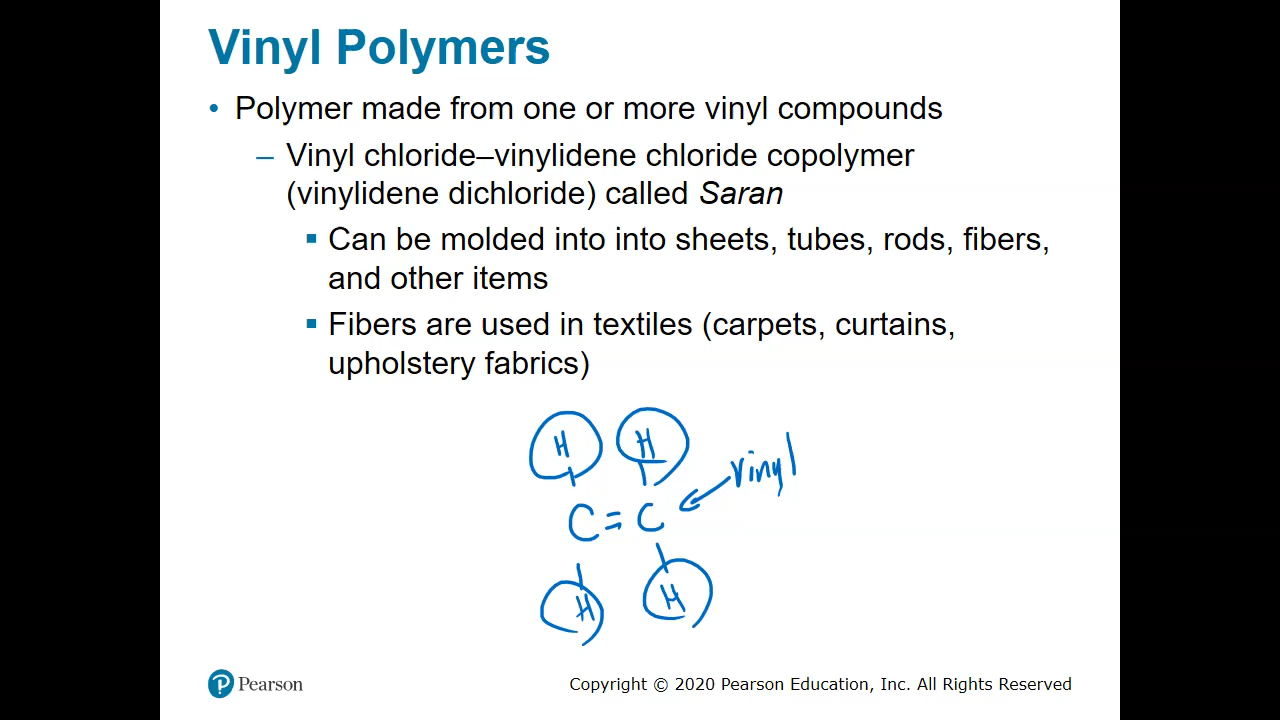 Vinyl Polymers
• Polymer made from one or more vinyl compounds
– Vinyl chloride–vinylidene chloride copolymer
(vinylidene dichloride) called Saran
▪ Can be molded into into sheets, tubes, rods, fibers,
and other items
▪ Fibers are used in textiles (carpets, curtains,
upholstery fabrics)
H H
vinyl
C = C
H H
Pearson
Copyright © 2020 Pearson Education, Inc. All Rights Reserved